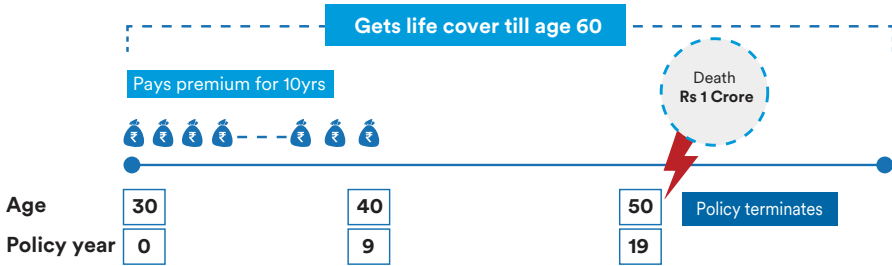 Gets life cover till age 60
Pays premium for 10yrs
Death
Rs 1 Crore
₹ ₹ ₹ ₹ ₹ ₹ ₹
Age 30 40 50 Policy terminates
Policy year 0 9 19